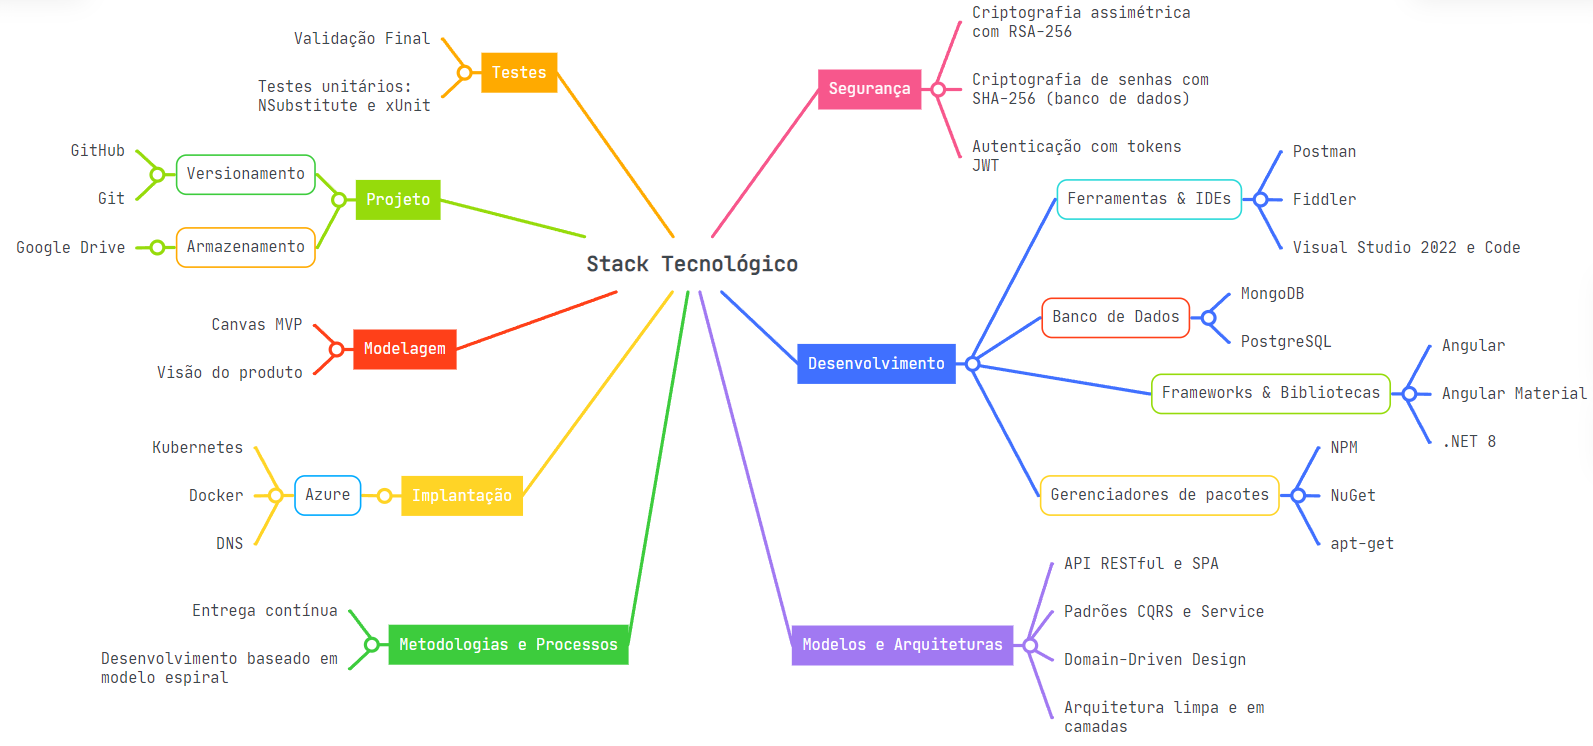 Stack Tecnológico
Testes
Validação Final
Testes unitários:
NSubstitute e xUnit
Projeto
Versionamento
GitHub
Git
Armazenamento
Google Drive
Modelagem
Canvas MVP
Visão do produto
Implantação
Azure
Kubernetes
Docker
DNS
Metodologias e Processos
Entrega contínua
Desenvolvimento baseado em
modelo espiral
Segurança
Criptografia assimétrica
com RSA-256
Criptografia de senhas com
SHA-256 (banco de dados)
Autenticação com tokens
JWT
Desenvolvimento
Ferramentas & IDEs
Postman
Fiddler
Visual Studio 2022 e Code
Banco de Dados
MongoDB
PostgreSQL
Frameworks & Bibliotecas
Angular
Angular Material
.NET 8
Gerenciadores de pacotes
NPM
NuGet
apt-get
Modelos e Arquiteturas
API RESTful e SPA
Padrões CQRS e Service
Domain-Driven Design
Arquitetura limpa e em
camadas